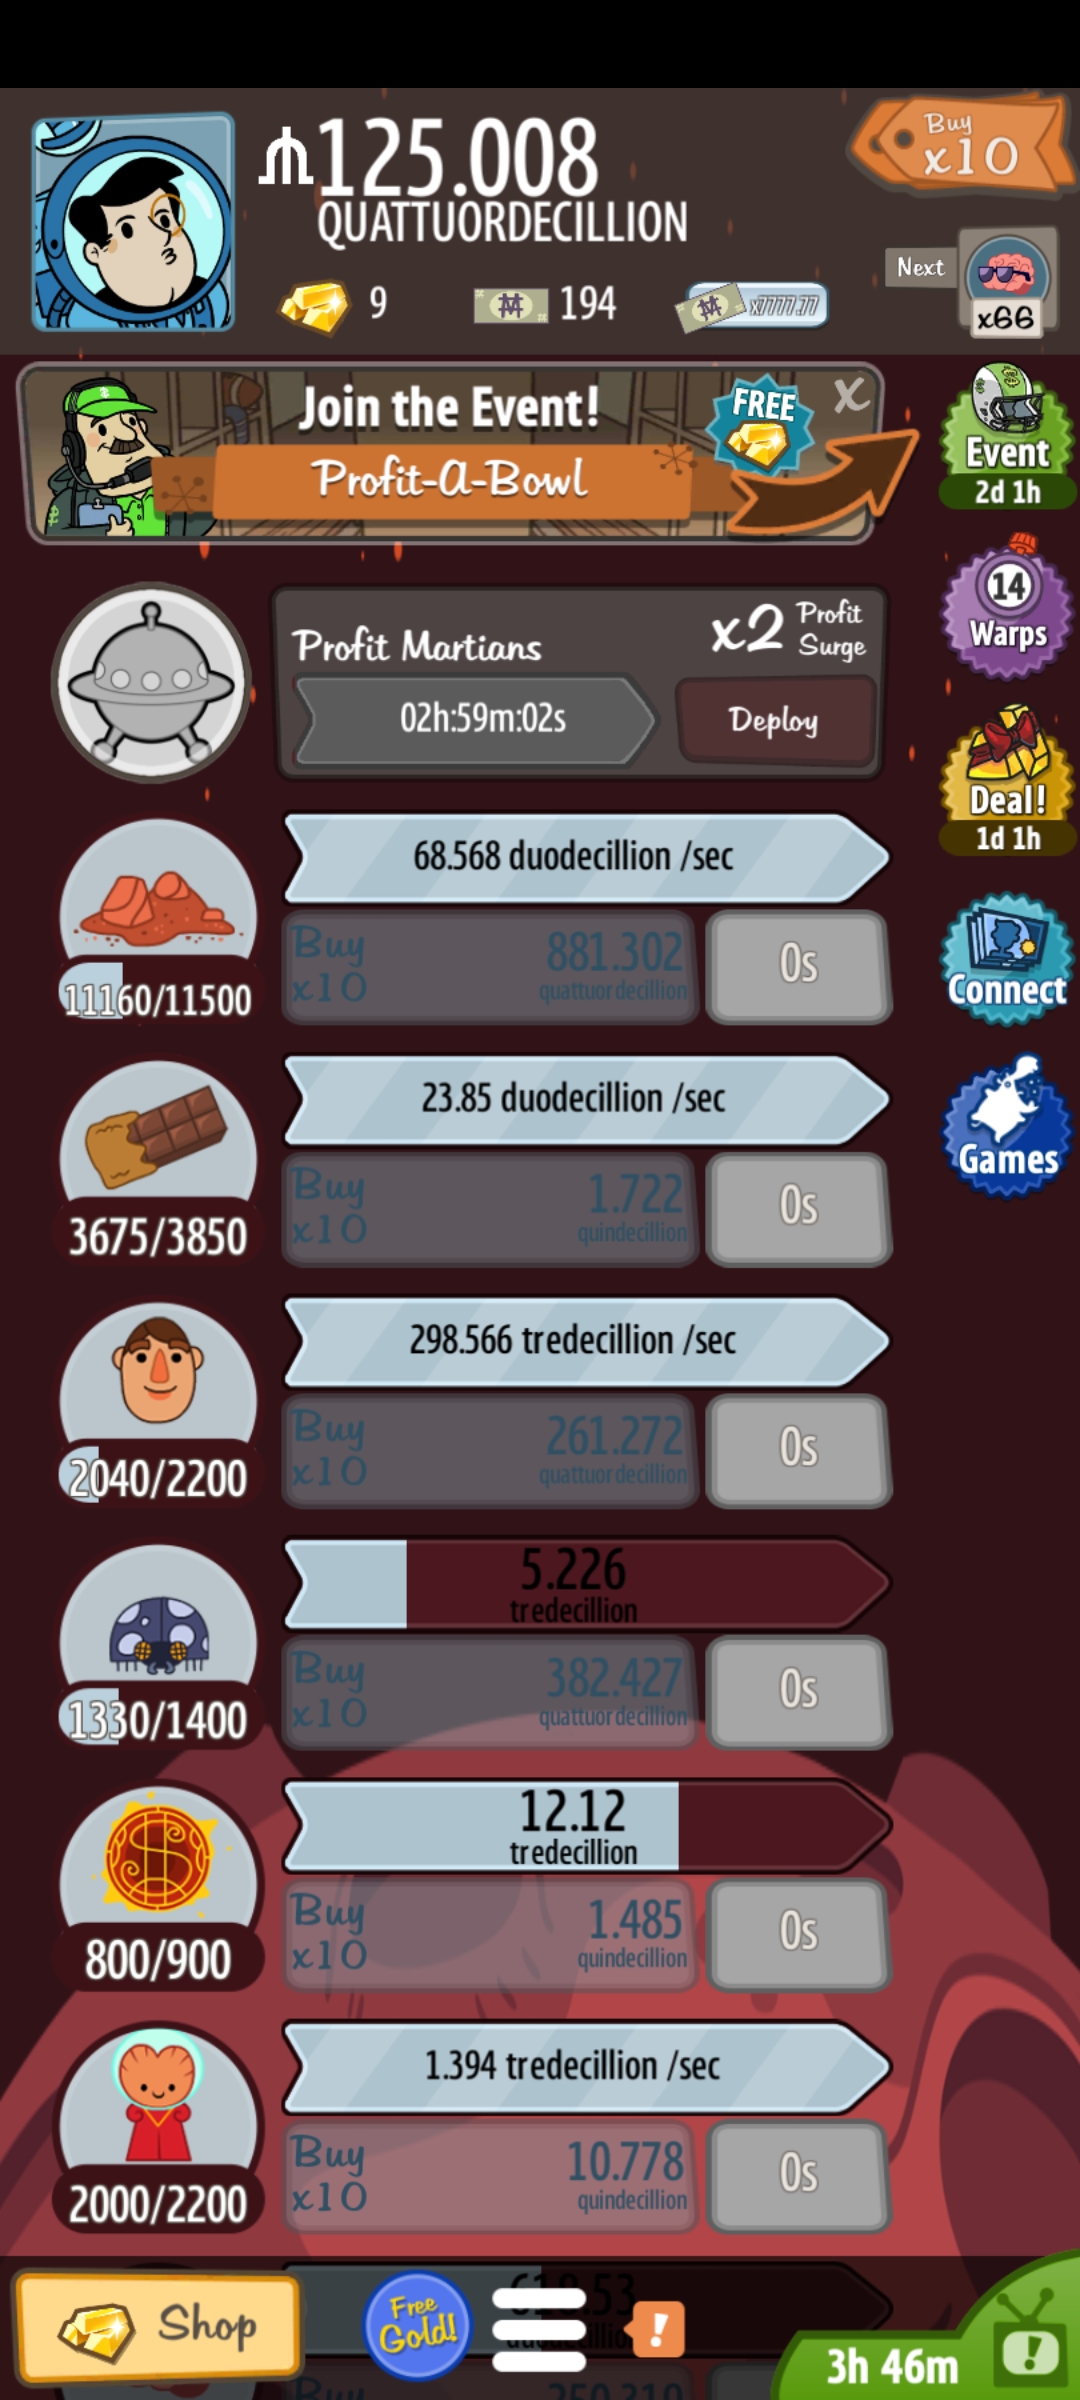 125.008
QUATTUORDECILLION
Buy
x10
9
194
x7777.77
Next
x66
Join the Event!
FREE
X
Profit-A-Bowl
Event
2d 1h
14
Warps
Profit Martians
x2 Profit Surge
02h:59m:02s
Deploy
Deal!
1d 1h
68.568 duodecillion /sec
11160/11500
Buy x10
881.302
quattuordecillion
0s
Connect
23.85 duodecillion /sec
3675/3850
Buy x10
1.722
quindecillion
0s
Games
298.566 tredecillion /sec
2040/2200
Buy x10
261.272
quattuordecillion
0s
5.226
tredecillion
1330/1400
Buy x10
382.427
quattuordecillion
0s
12.12
tredecillion
800/900
Buy x10
1.485
quindecillion
0s
1.394 tredecillion /sec
2000/2200
Buy x10
10.778
quindecillion
0s
Shop
Free
Gold!
!
3h 46m
!
Buy